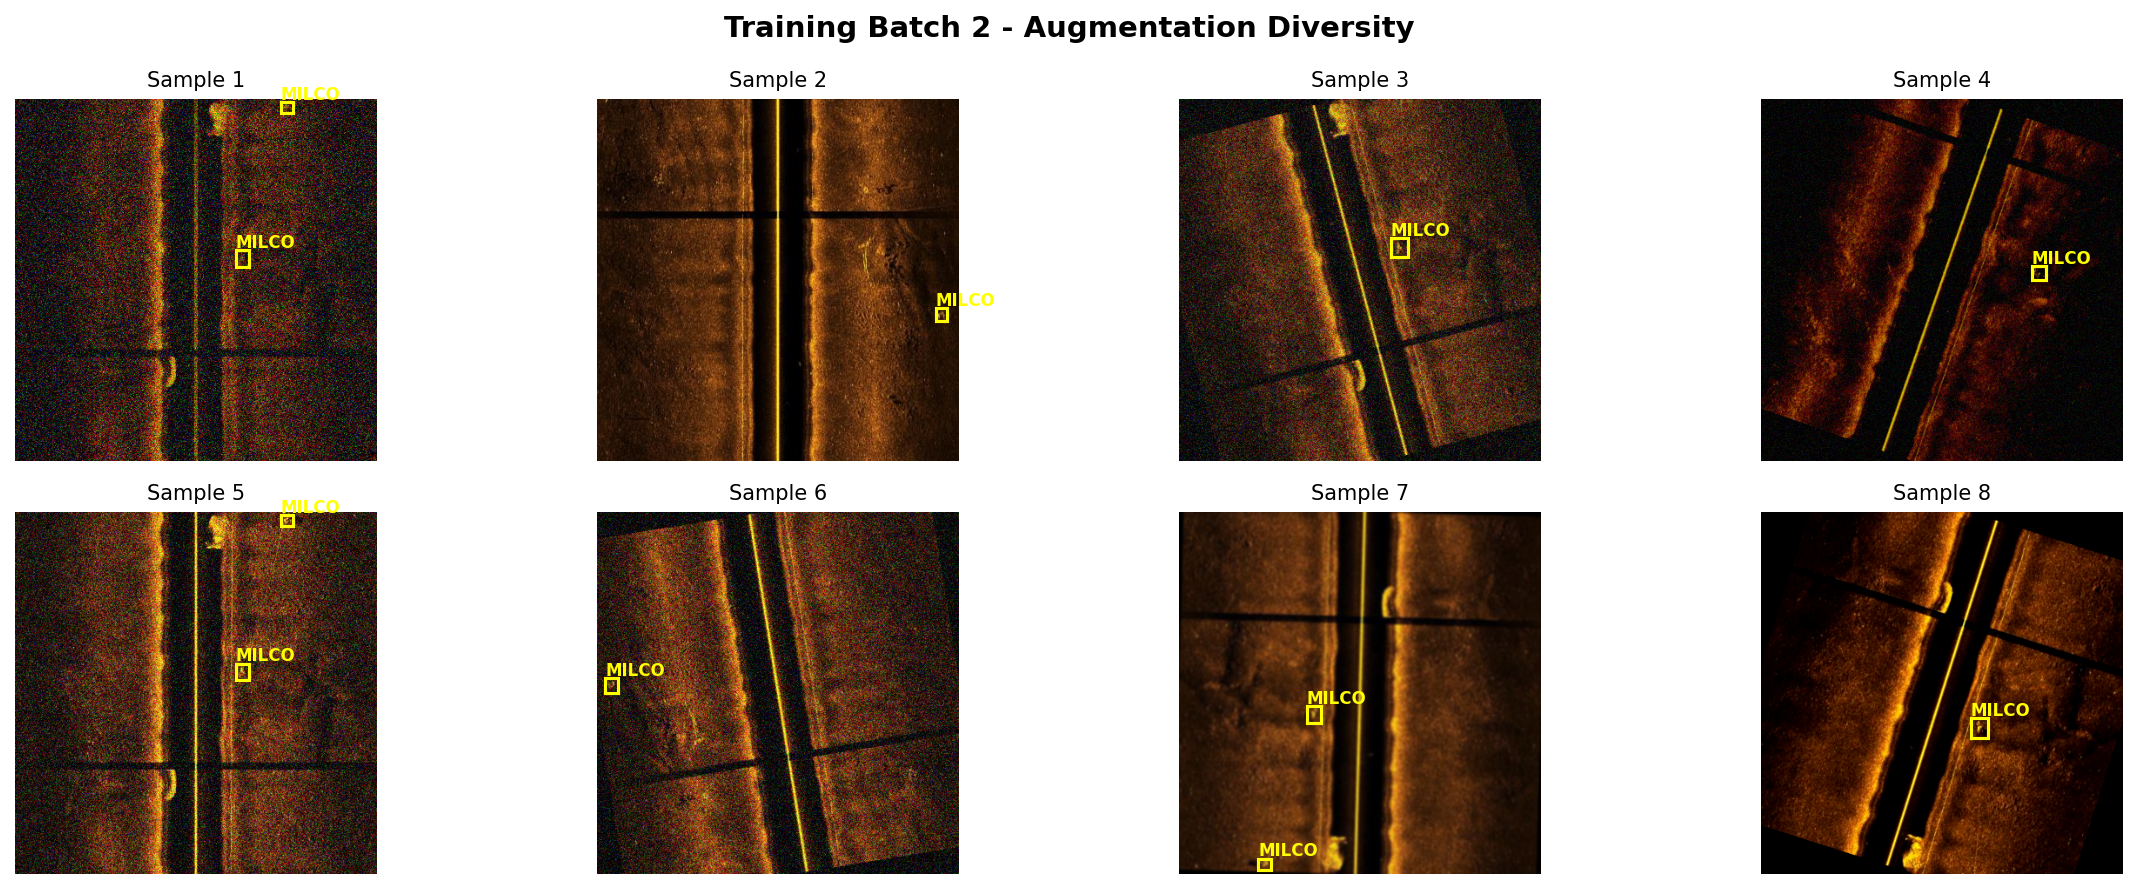 Training Batch 2 - Augmentation Diversity
Sample 1
Sample 2
Sample 3
Sample 4
MILCO
MILCO
MILCO
MILCO
MILCO
Sample 5
Sample 6
Sample 7
Sample 8
MILCO
MILCO
MILCO
MILCO
MILCO
MILCO